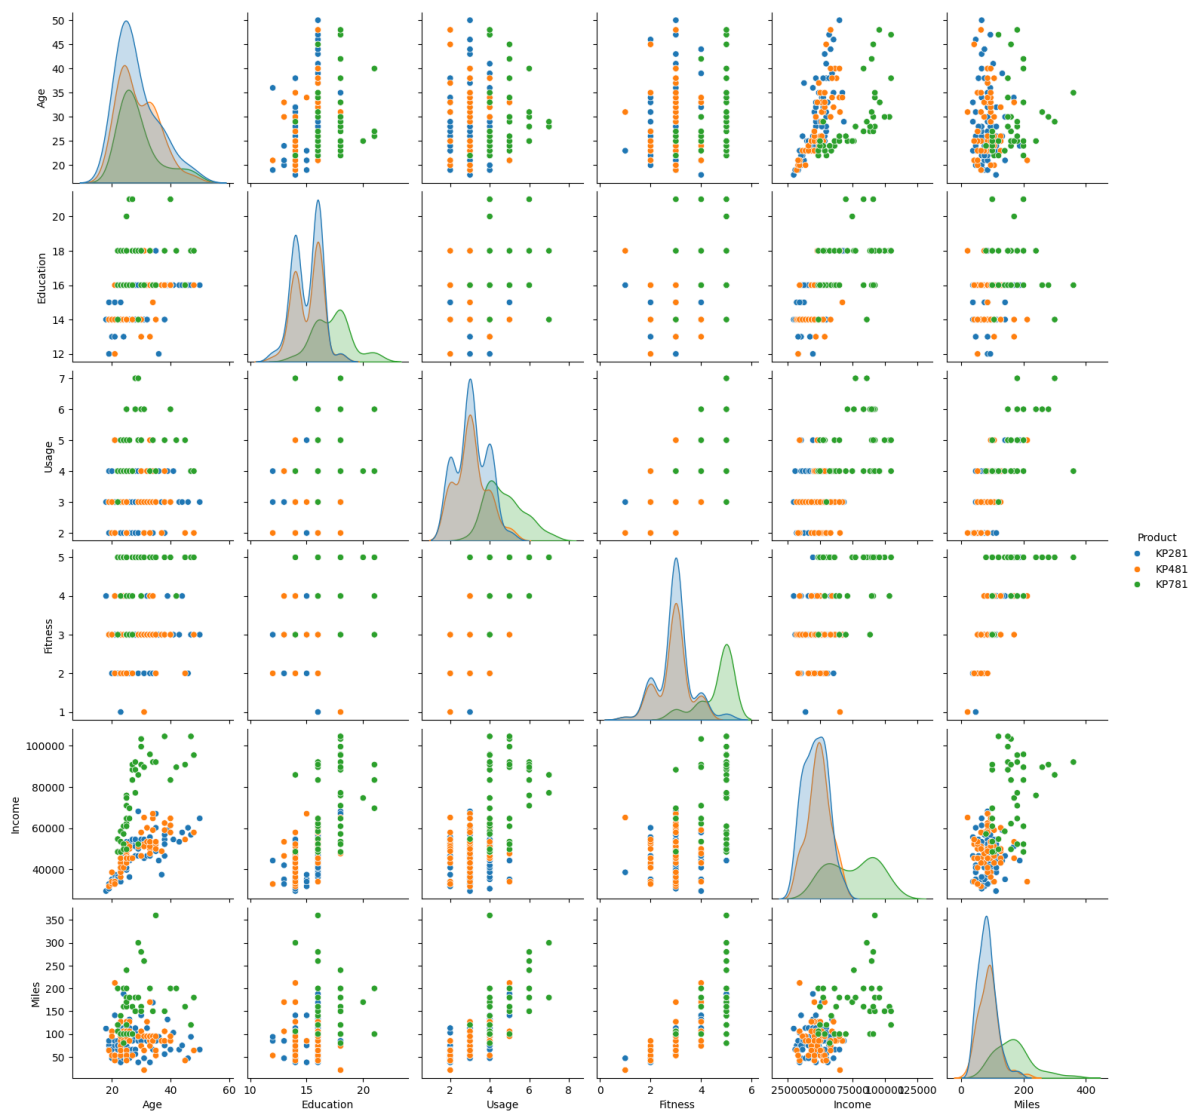 50
45
40
35
30
25
20
Age
20
18
16
14
12
Education
7
6
5
4
3
2
Usage
5
4
3
2
1
Fitness
Product
KP281
KP481
KP781
100000
80000
60000
40000
Income
350
300
250
200
150
100
50
Miles
20 40 60
10 15 20
2 4 6 8
0 2 4 6
25000 50000 75000 100000 125000
0 200 400
Age Education Usage Fitness Income Miles